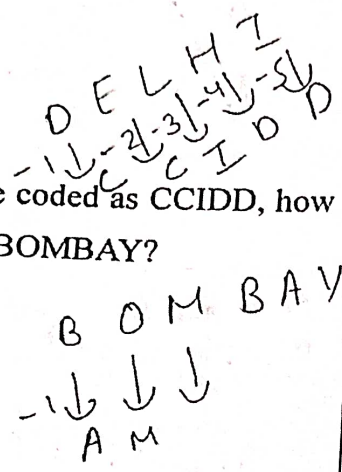 D E L H I
-1 -2 -3 -4 -5
C C I D D
e coded as CCIDD, how
BOMBAY?
B O M B A Y
-1
A M